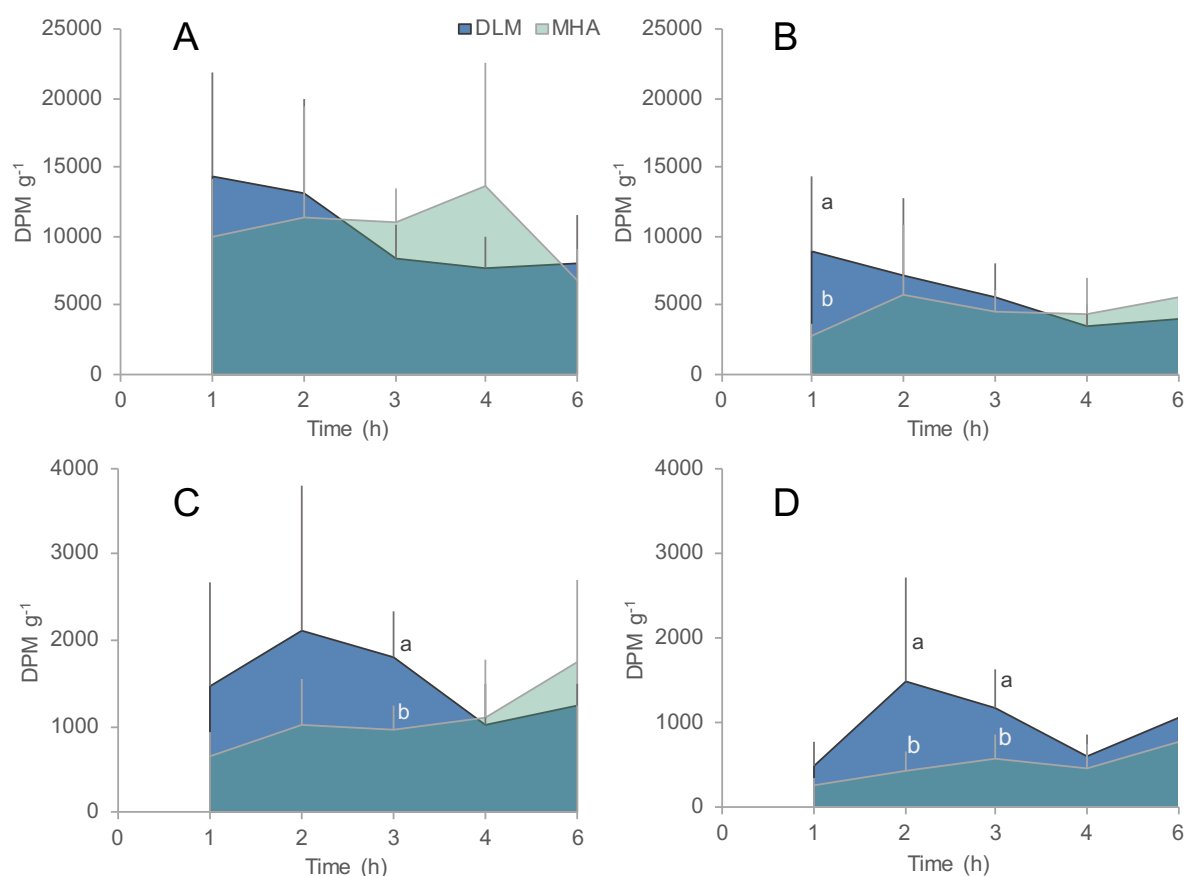 A
DLM MHA
25000
20000
15000
10000
5000
0
DPM g-1
0 1 2 3 4 6
Time (h)
B
25000
20000
15000
10000
5000
0
DPM g-1
a
b
0 1 2 3 4 6
Time (h)
C
4000
3000
2000
1000
0
DPM g-1
a
b
0 1 2 3 4 6
Time (h)
D
4000
3000
2000
1000
0
DPM g-1
a
a
b b
0 1 2 3 4 6
Time (h)